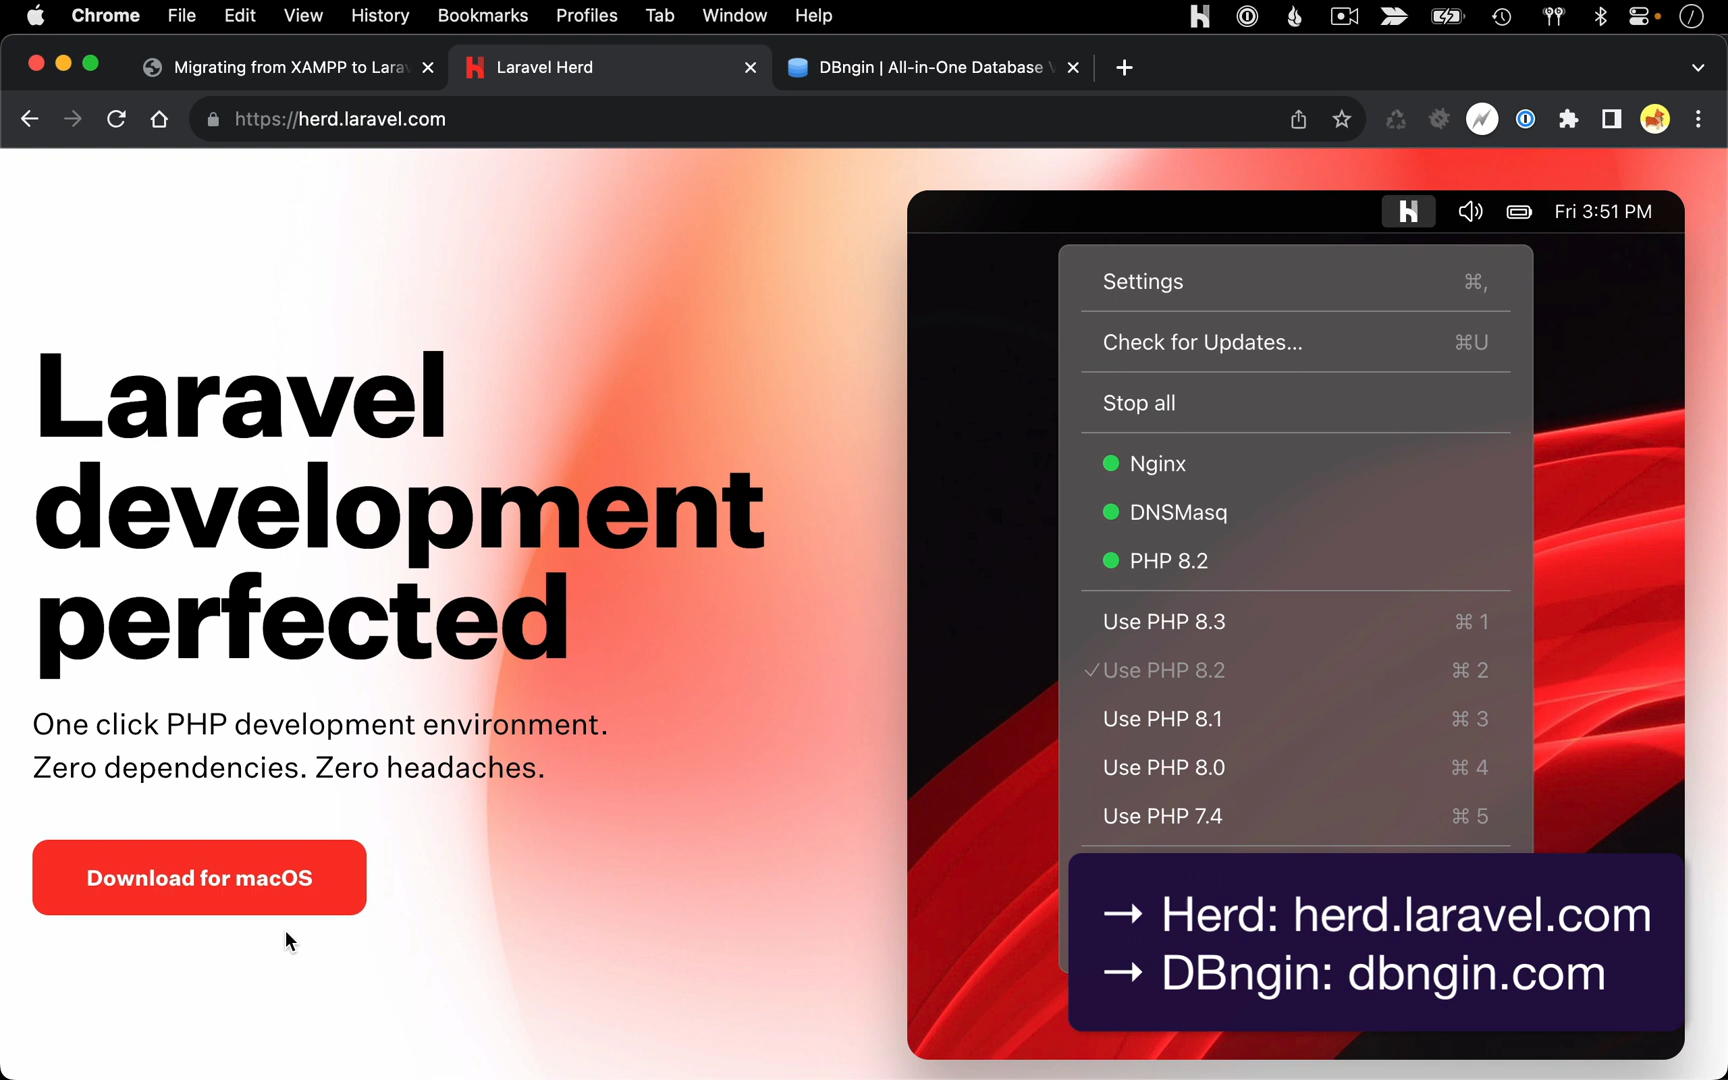 Chrome File Edit View History Bookmarks Profiles Tab Window Help
Migrating from XAMPP to Larav
Laravel Herd
DBngin | All-in-One Database V
https://herd.laravel.com
Laravel
development
perfected
One click PHP development environment.
Zero dependencies. Zero headaches.
Download for macOS
Fri 3:51 PM
Settings ⌘,
Check for Updates... ⌘U
Stop all
Nginx
DNSMasq
PHP 8.2
Use PHP 8.3 ⌘ 1
✓Use PHP 8.2 ⌘ 2
Use PHP 8.1 ⌘ 3
Use PHP 8.0 ⌘ 4
Use PHP 7.4 ⌘ 5
→ Herd: herd.laravel.com
→ DBngin: dbngin.com